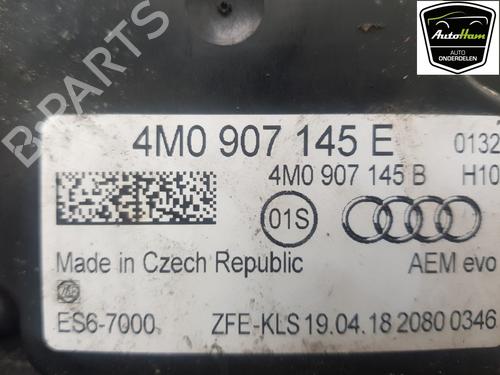 AutoHam
AUTO
ONDERDELEN
B-PARTS
4M0 907 145 E 0132
4M0 907 145 B H10
01S
Made in Czech Republic AEM evo
ES6-7000 ZFE-KLS 19.04.18 2080 0346